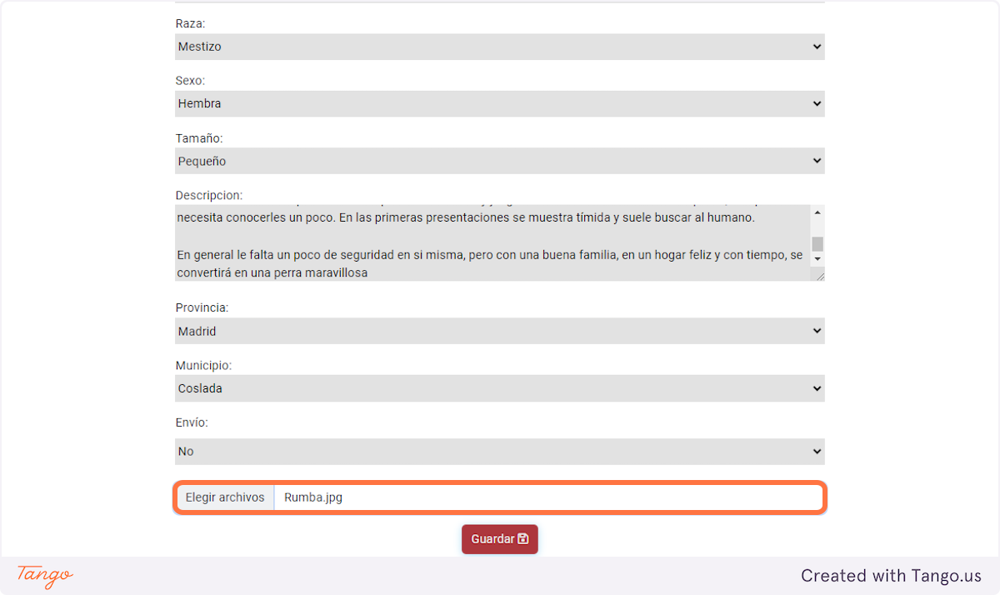 Raza:
Mestizo
Sexo:
Hembra
Tamaño:
Pequeño
Descripcion:
necesita conocerles un poco. En las primeras presentaciones se muestra tímida y suele buscar al humano.
En general le falta un poco de seguridad en si misma, pero con una buena familia, en un hogar feliz y con tiempo, se
convertirá en una perra maravillosa
Provincia:
Madrid
Municipio:
Coslada
Envío:
No
Elegir archivos Rumba.jpg
Guardar
Tango
Created with Tango.us